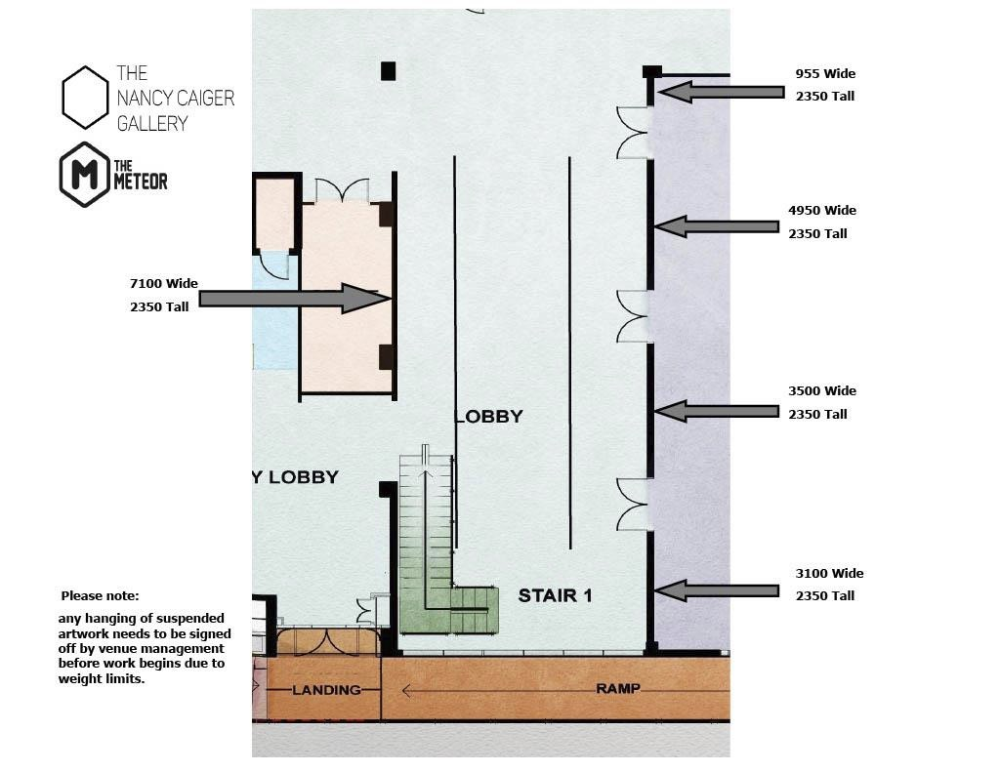 THE
NANCY CAIGER
GALLERY
M THE
METEOR
955 Wide
2350 Tall
4950 Wide
2350 Tall
7100 Wide
2350 Tall
3500 Wide
2350 Tall
LOBBY
Y LOBBY
3100 Wide
2350 Tall
STAIR 1
Please note:
any hanging of suspended
artwork needs to be signed
off by venue management
before work begins due to
weight limits.
LANDING
RAMP